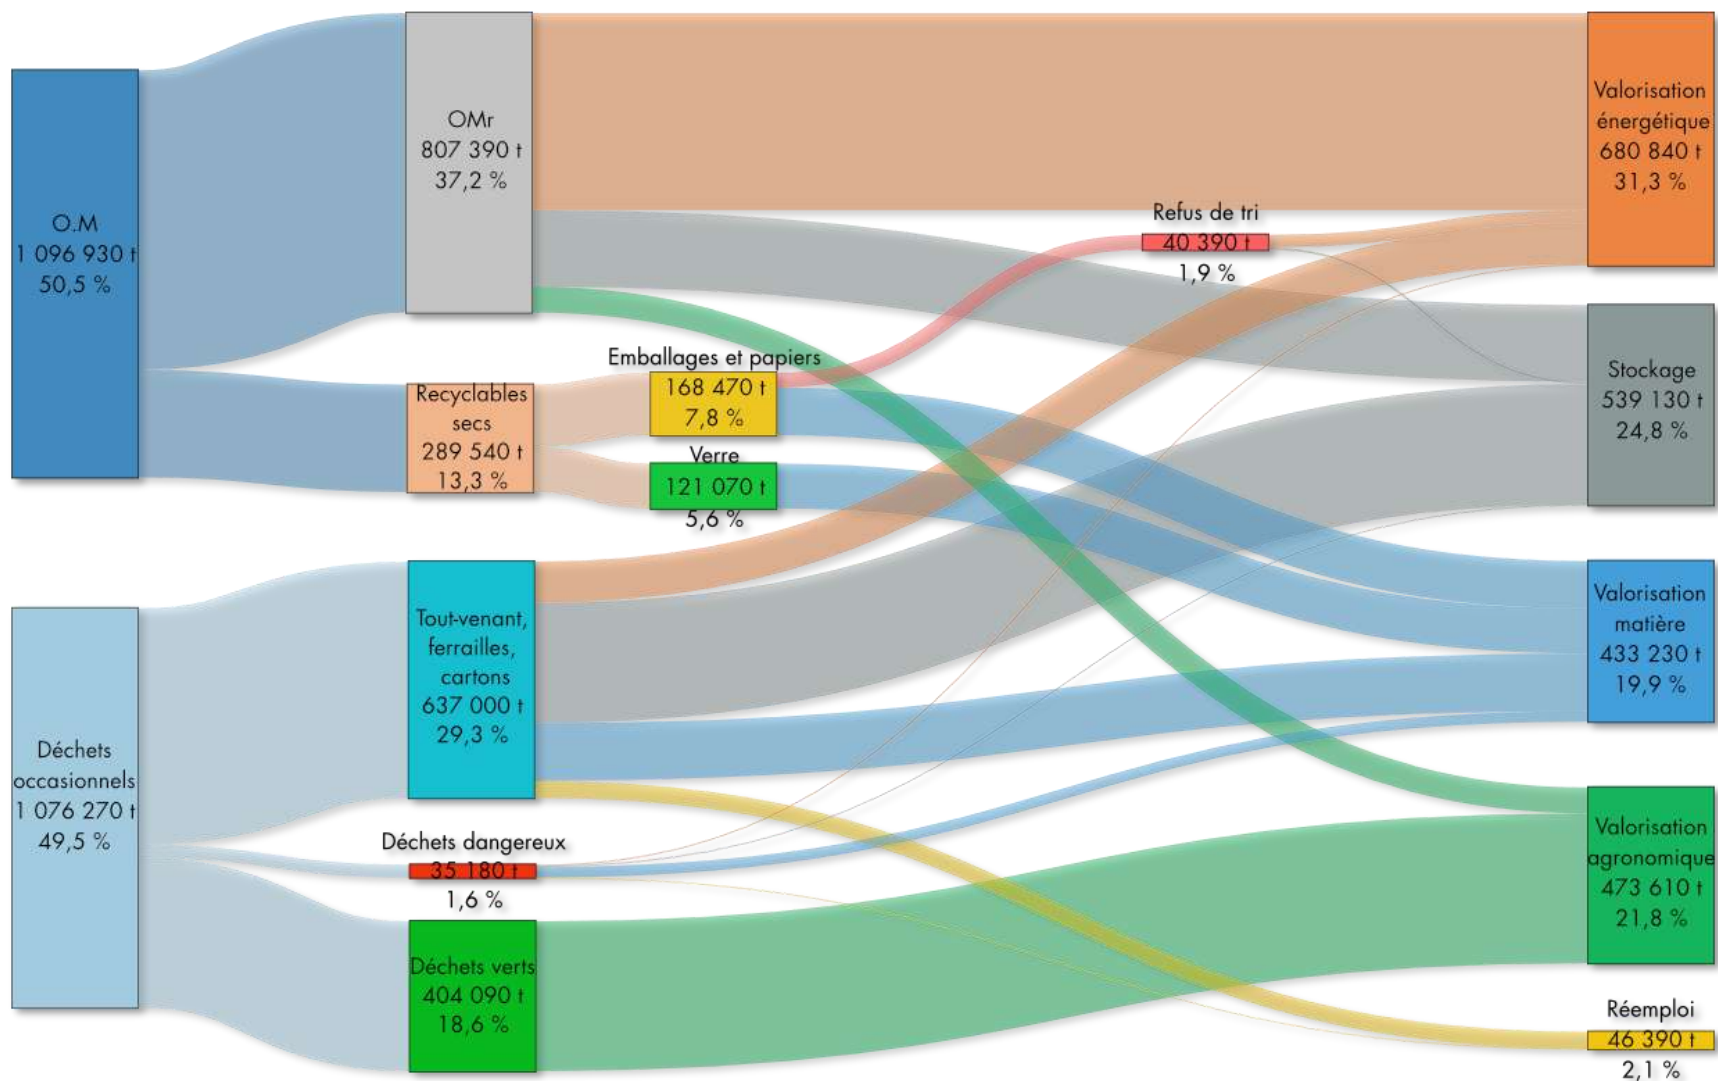 O.M
1 096 930 t
50,5 %
Déchets
occasionnels
1 076 270 t
49,5 %
OMr
807 390 t
37,2 %
Recyclables
secs
289 540 t
13,3 %
Tout-venant,
ferrailles,
cartons
637 000 t
29,3 %
Déchets dangereux
35 180 t
1,6 %
Déchets verts
404 090 t
18,6 %
Emballages et papiers
168 470 t
7,8 %
Verre
121 070 t
5,6 %
Refus de tri
40 390 t
1,9 %
Valorisation
énergétique
680 840 t
31,3 %
Stockage
539 130 t
24,8 %
Valorisation
matière
433 230 t
19,9 %
Valorisation
agronomique
473 610 t
21,8 %
Réemploi
46 390 t
2,1 %